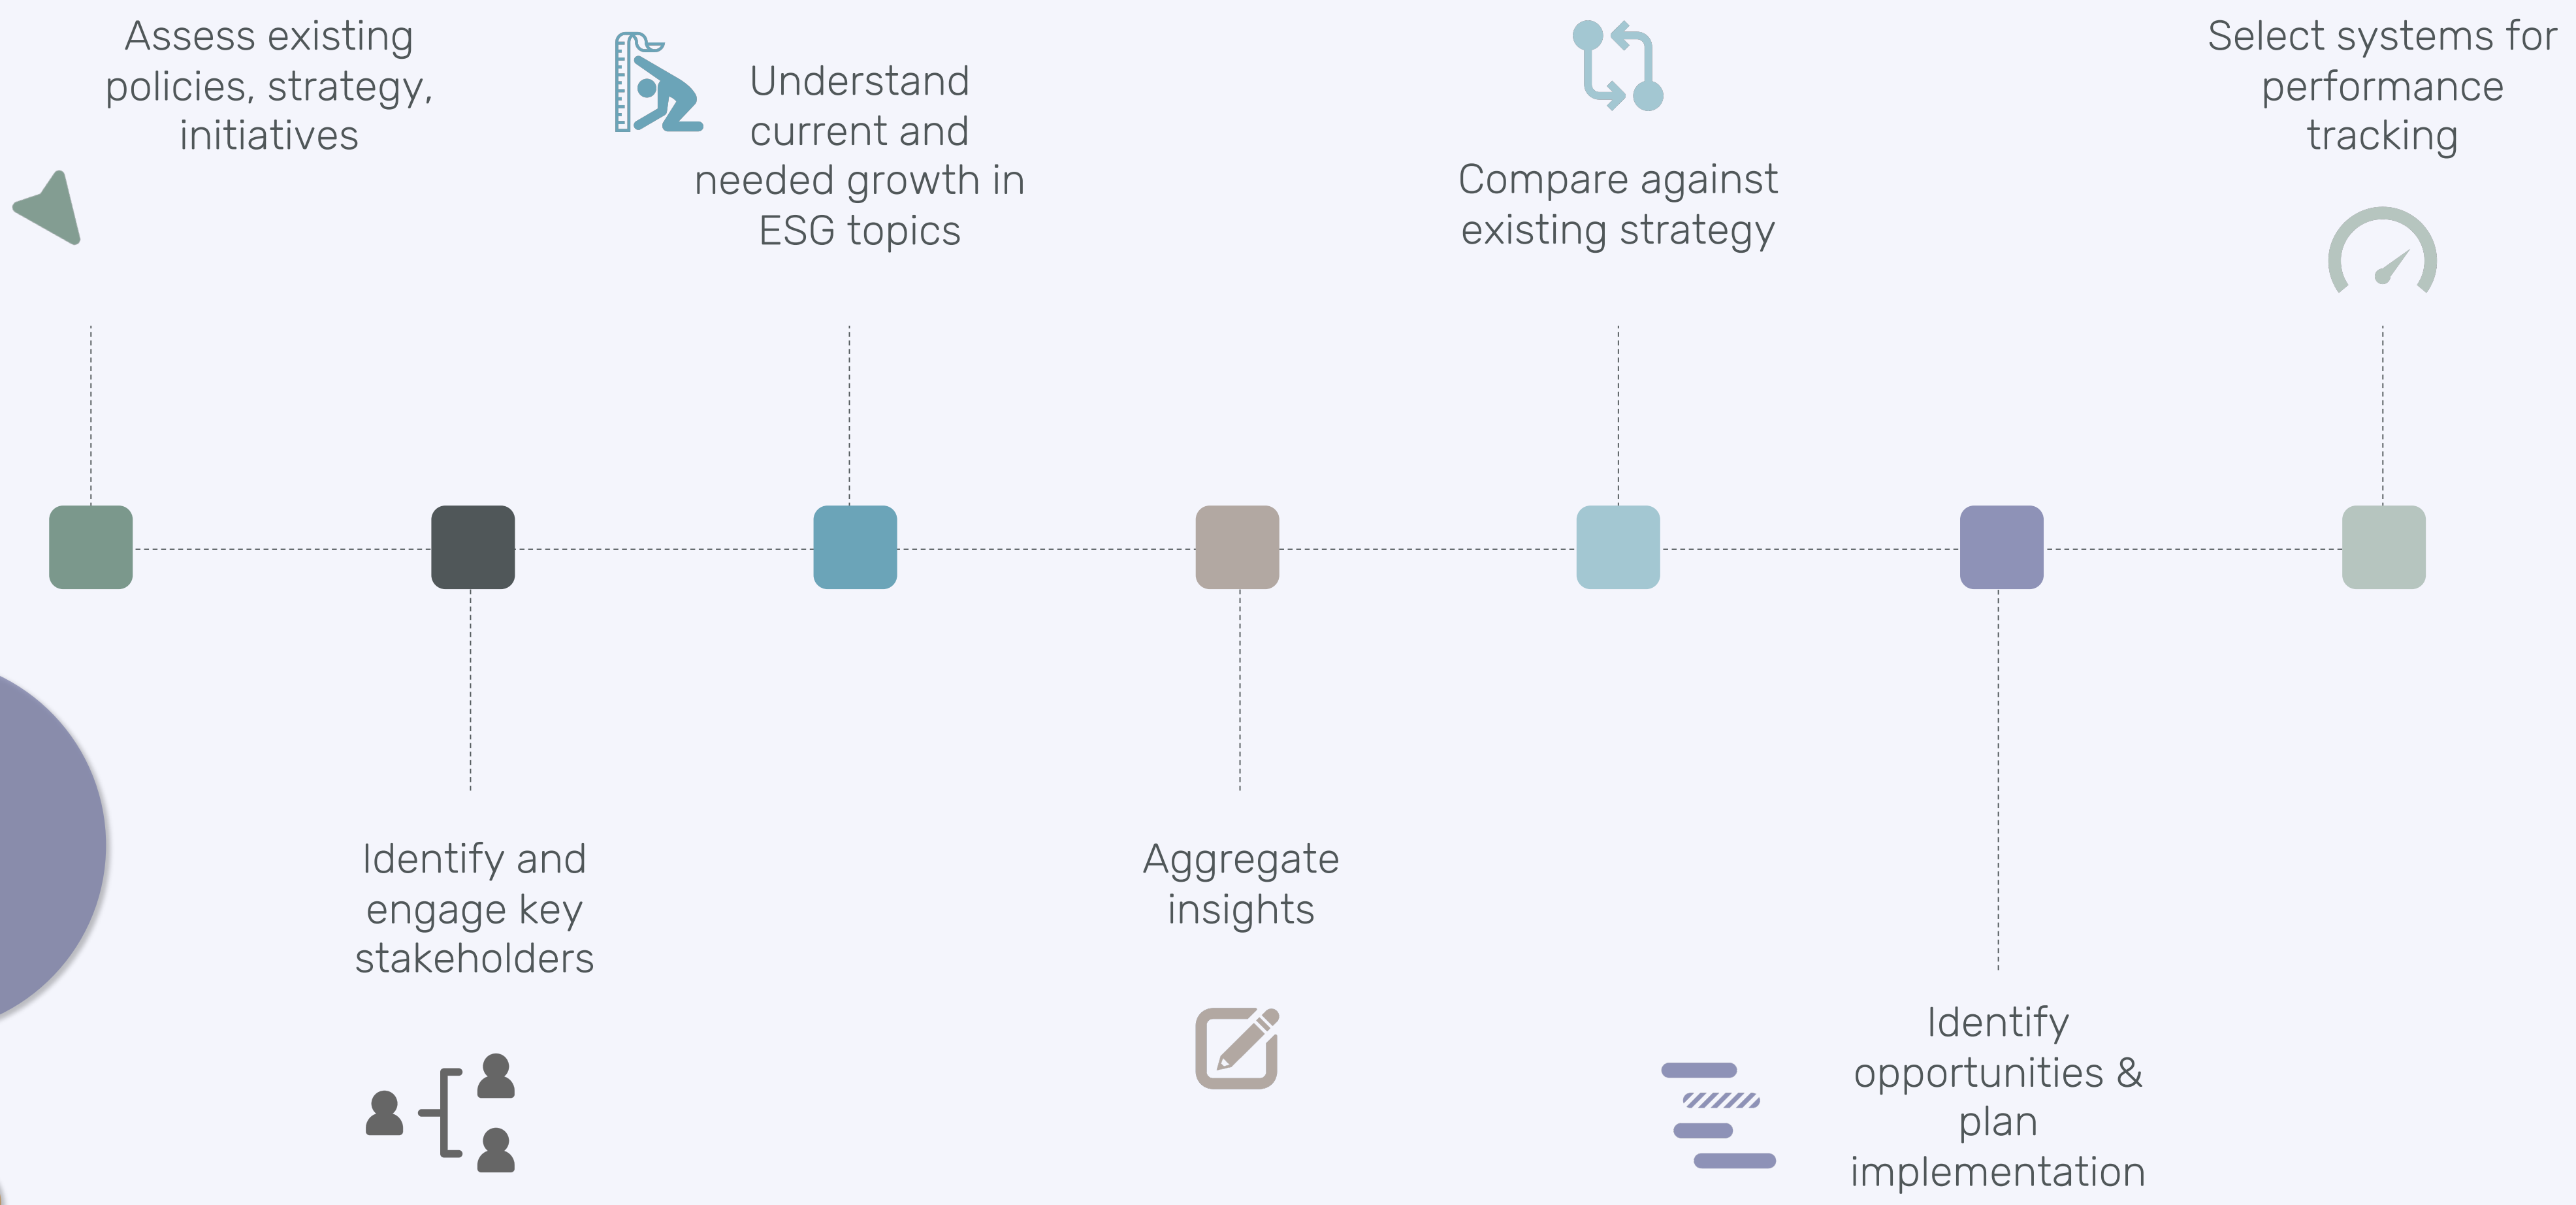 Assess existing
policies, strategy,
initiatives
Identify and
engage key
stakeholders
Understand
current and
needed growth in
ESG topics
Aggregate
insights
Compare against
existing strategy
Identify
opportunities &
plan
implementation
Select systems for
performance
tracking